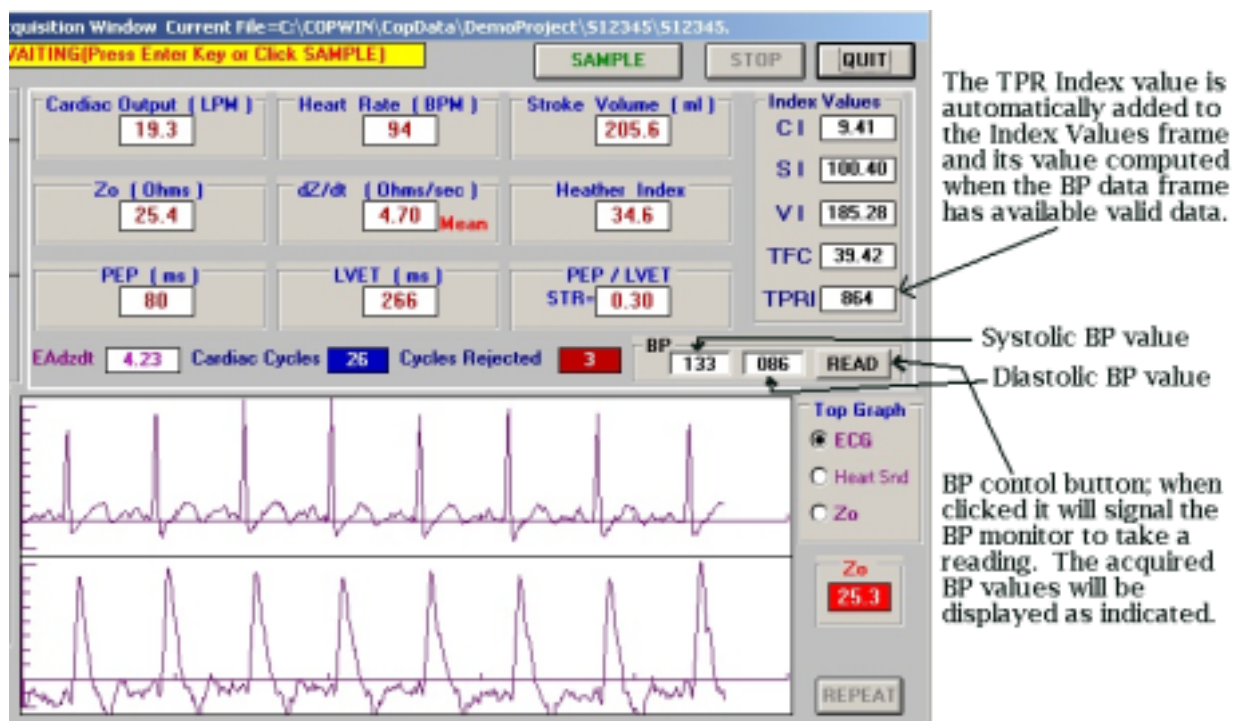 quisition Window Current File=C:\COPWIN\CopData\DemoProject\S12345\S12345.
AITING(Press Enter Key or Click SAMPLE)
SAMPLE
STOP
QUIT
Cardiac Output ( LPM )
19.3
Heart Rate ( BPM )
94
Stroke Volume ( ml )
205.6
Zo ( Ohms )
25.4
dZ/dt ( Ohms/sec )
4.70
Mean
Heather Index
34.6
PEP ( ms )
80
LVET ( ms )
266
PEP / LVET
STR= 0.30
Index Values
C I 9.41
S I 100.40
V I 185.28
TFC 39.42
TPRI 864
EAdzdt 4.23 Cardiac Cycles 26 Cycles Rejected 3
BP
133 086 READ
Top Graph
ECG
Heart Snd
Zo
Zo
25.3
REPEAT
The TPR Index value is
automatically added to
the Index Values frame
and its value computed
when the BP data frame
has available valid data.
Systolic BP value
Diastolic BP value
BP contol button; when
clicked it will signal the
BP monitor to take a
reading. The acquired
BP values will be
displayed as indicated.